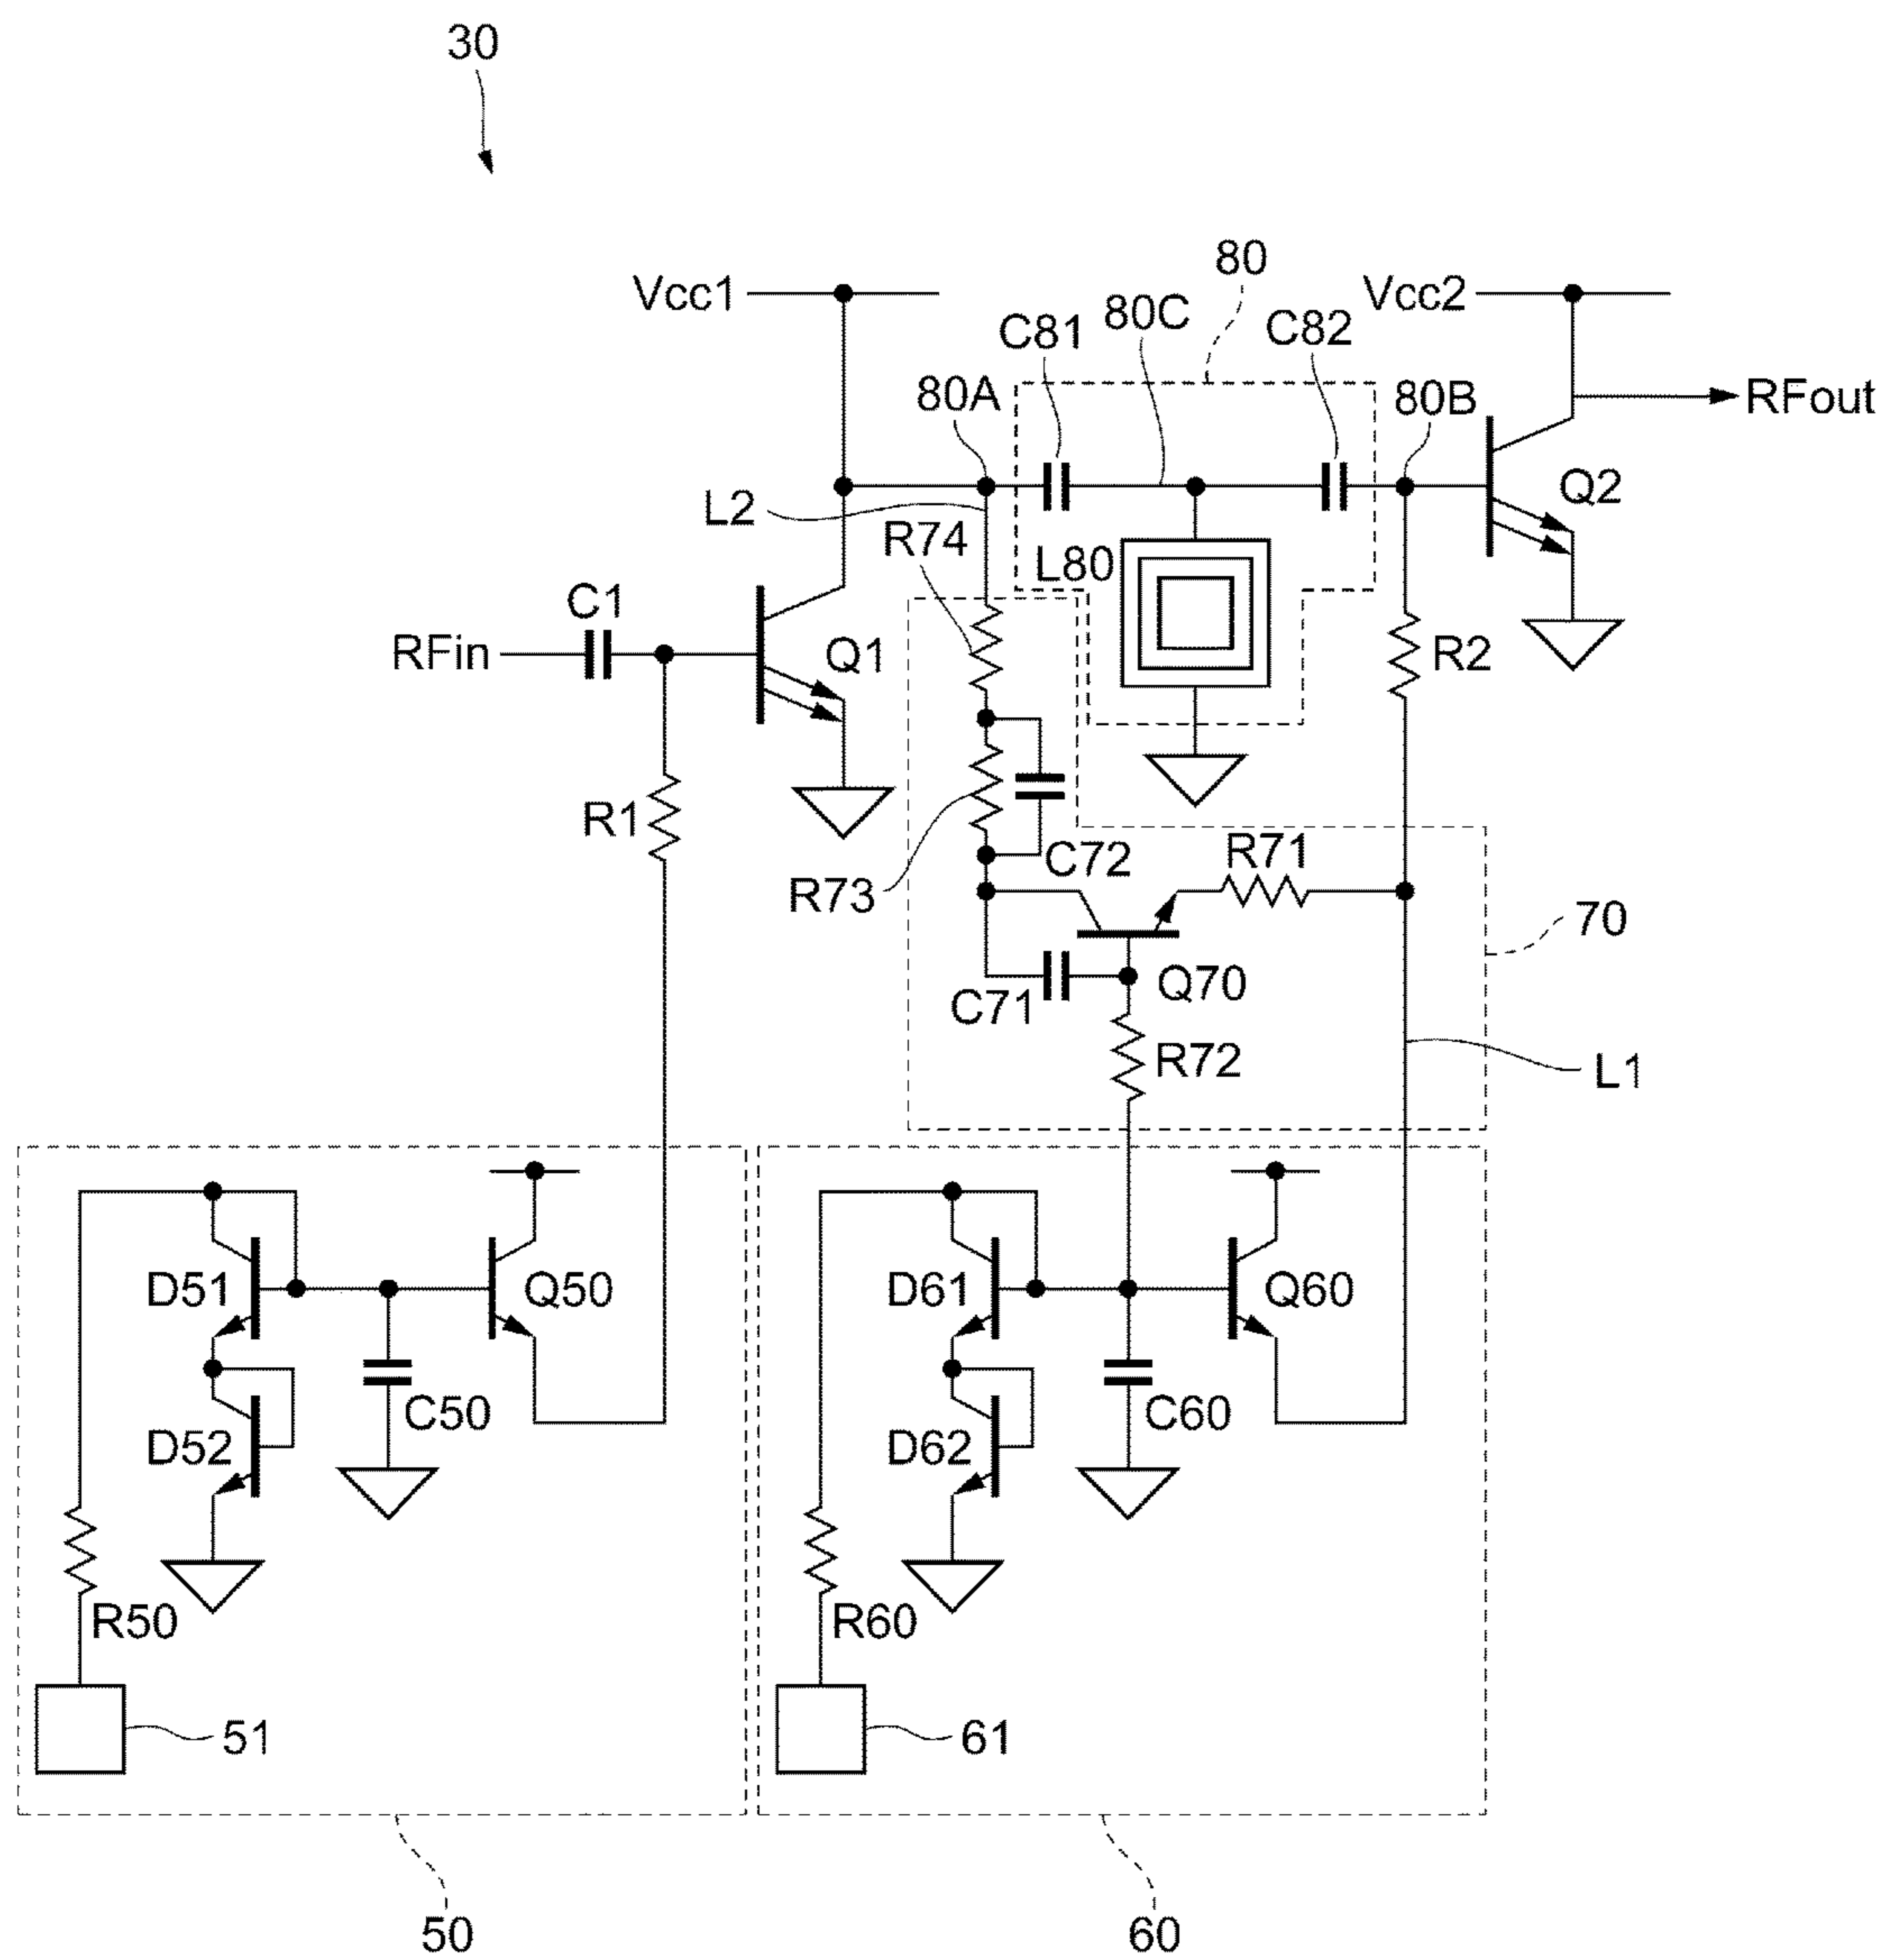 30
80
Vcc1
80C
Vcc2
C81
C82
80A
80B
RFout
L2
Q2
R74
L80
C1
RFin
Q1
R2
R1
C72
R71
R73
70
C71
Q70
R72
L1
D51
Q50
D61
Q60
C50
C60
D52
D62
R50
R60
51
61
50
60